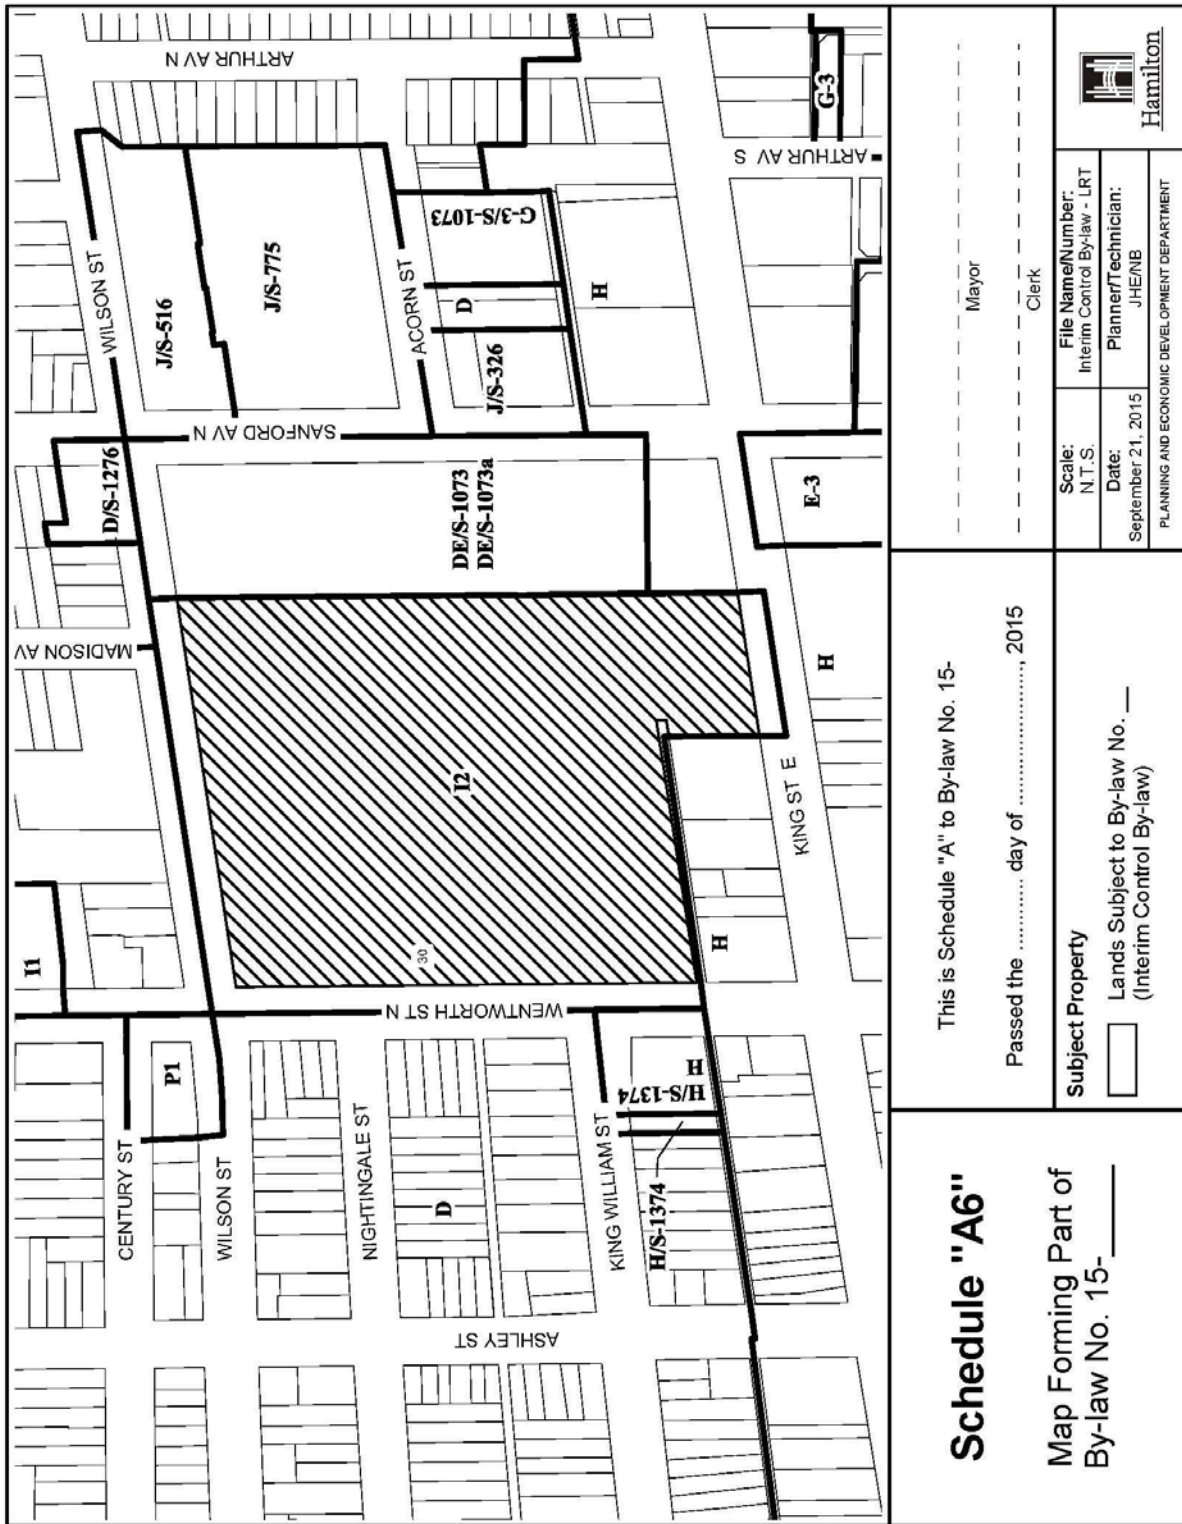 ARTHUR AV N
WILSON ST
J/S-516
J/S-775
ACORN ST
G-3/S-1073
D
J/S-326
H
ARTHUR AV S
G-3
SANFORD AV N
D/S-1276
DE/S-1073
DE/S-1073a
E-3
MADISON AV
I2
H
KING ST E
30
I1
H
WENTWORTH ST N
P1
H
H/S-1374
CENTURY ST
WILSON ST
NIGHTINGALE ST
D
KING WILLIAM ST
H/S-1374
ASHLEY ST
Schedule "A6"
Map Forming Part of
By-law No. 15-______
This is Schedule "A" to By-law No. 15-
Passed the .......... day of ......................, 2015
Mayor
Clerk
Subject Property
Lands Subject to By-law No. __
(Interim Control By-law)
Scale:
N.T.S.
File Name/Number:
Interim Control By-law - LRT
Date:
September 21, 2015
Planner/Technician:
JHE/NB
PLANNING AND ECONOMIC DEVELOPMENT DEPARTMENT
Hamilton